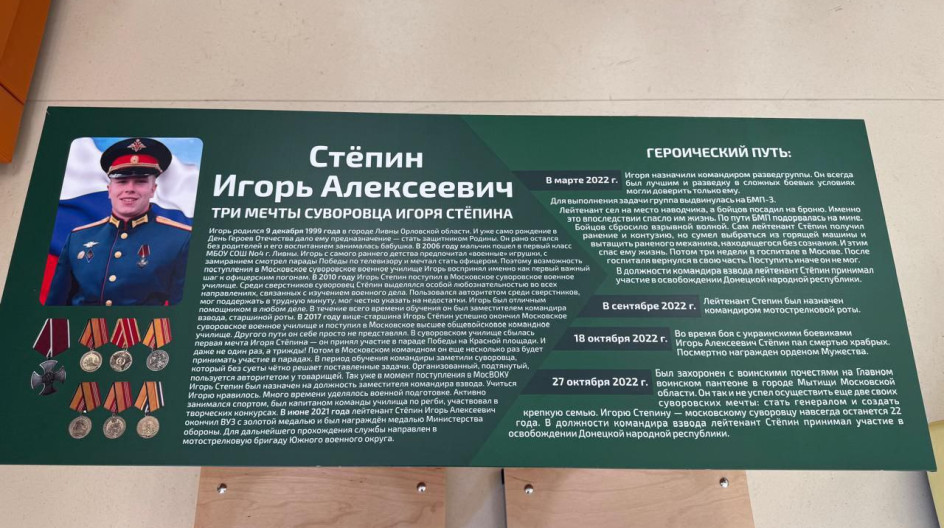 Стёпин
Игорь Алексеевич
ТРИ МЕЧТЫ СУВОРОВЦА ИГОРЯ СТЁПИНА
Игорь родился 9 декабря 1999 года в городе Ливны Орловской области. И уже само рождение в
День Героев Отечества дало ему предназначение – стать защитником Родины. Он рано остался
без родителей и его воспитанием занималась бабушка. В 2006 году мальчик пошел в первый класс
МБОУ СОШ №4 г. Ливны. Игорь с самого раннего детства предпочитал «военные» игрушки, с
замиранием смотрел парады Победы по телевизору и мечтал стать офицером. Поэтому возможность
поступления в Московское суворовское военное училище Игорь воспринял именно как первый важный
шаг к офицерским погонам. В 2010 году Игорь Степин поступил в Московское суворовское военное
училище. Среди сверстников суворовец Стёпин выделялся особой любознательностью во всех
направлениях, связанных с изучением военного дела. Пользовался авторитетом среди сверстников,
мог поддержать в трудную минуту, мог честно указать на недостатки. Игорь был отличным
помощником в любом деле. В течение всего времени обучения он был заместителем командира
взвода, старшиной роты. В 2017 году вице-старшина Игорь Стёпин успешно окончил Московское
суворовское военное училище и поступил в Московское высшее общевойсковое командное
училище. Другого пути он себе просто не представлял. В суворовском училище сбылась
первая мечта Игоря Стёпина — он принял участие в параде Победы на Красной площади. И
даже не один раз, а трижды! Потом в Московском командном он еще несколько раз будет
принимать участие в парадах. В период обучения командиры заметили суворовца,
который без суеты чётко решает поставленные задачи. Организованный, подтянутый,
пользуется авторитетом у товарищей. Так уже в момент поступления в МосВОКУ
Игорь Степин был назначен на должность заместителя командира взвода. Учиться
Игорю нравилось. Много времени уделялось военной подготовке. Активно
занимался спортом, был капитаном команды училища по регби, участвовал в
творческих конкурсах. В июне 2021 года лейтенант Стёпин Игорь Алексеевич
окончил ВУЗ с золотой медалью и был награждён медалью Министерства
обороны. Для дальнейшего прохождения службы направлен в
мотострелковую бригаду Южного военного округа.
ГЕРОИЧЕСКИЙ ПУТЬ:
В марте 2022 г.
Игоря назначили командиром разведгруппы. Он всегда
был лучшим и разведку в сложных боевых условиях
могли доверить только ему.
Для выполнения задачи группа выдвинулась на БМП-3.
Лейтенант сел на место наводчика, а бойцов посадил на броню. Именно
это впоследствии спасло им жизнь. По пути БМП подорвалась на мине.
Бойцов сбросило взрывной волной. Сам лейтенант Стёпин получил
ранение и контузию, но сумел выбраться из горящей машины и
вытащить раненого механика, находящегося без сознания. И этим
спас ему жизнь. Потом три недели в госпитале в Москве. После
госпиталя вернулся в свою часть. Поступить иначе он не мог.
В должности командира взвода лейтенант Стёпин принимал
участие в освобождении Донецкой народной республики.
В сентябре 2022 г.
Лейтенант Степин был назначен
командиром мотострелковой роты.
18 октября 2022 г.
Во время боя с украинскими боевиками
Игорь Алексеевич Стёпин пал смертью храбрых.
Посмертно награжден орденом Мужества.
27 октября 2022 г.
Был захоронен с воинскими почестями на Главном
воинском пантеоне в городе Мытищи Московской
области. Он так и не успел осуществить еще две своих
суворовских мечты: стать генералом и создать
крепкую семью. Игорю Степину — московскому суворовцу навсегда останется 22
года. В должности командира взвода лейтенант Стёпин принимал участие в
освобождении Донецкой народной республики.